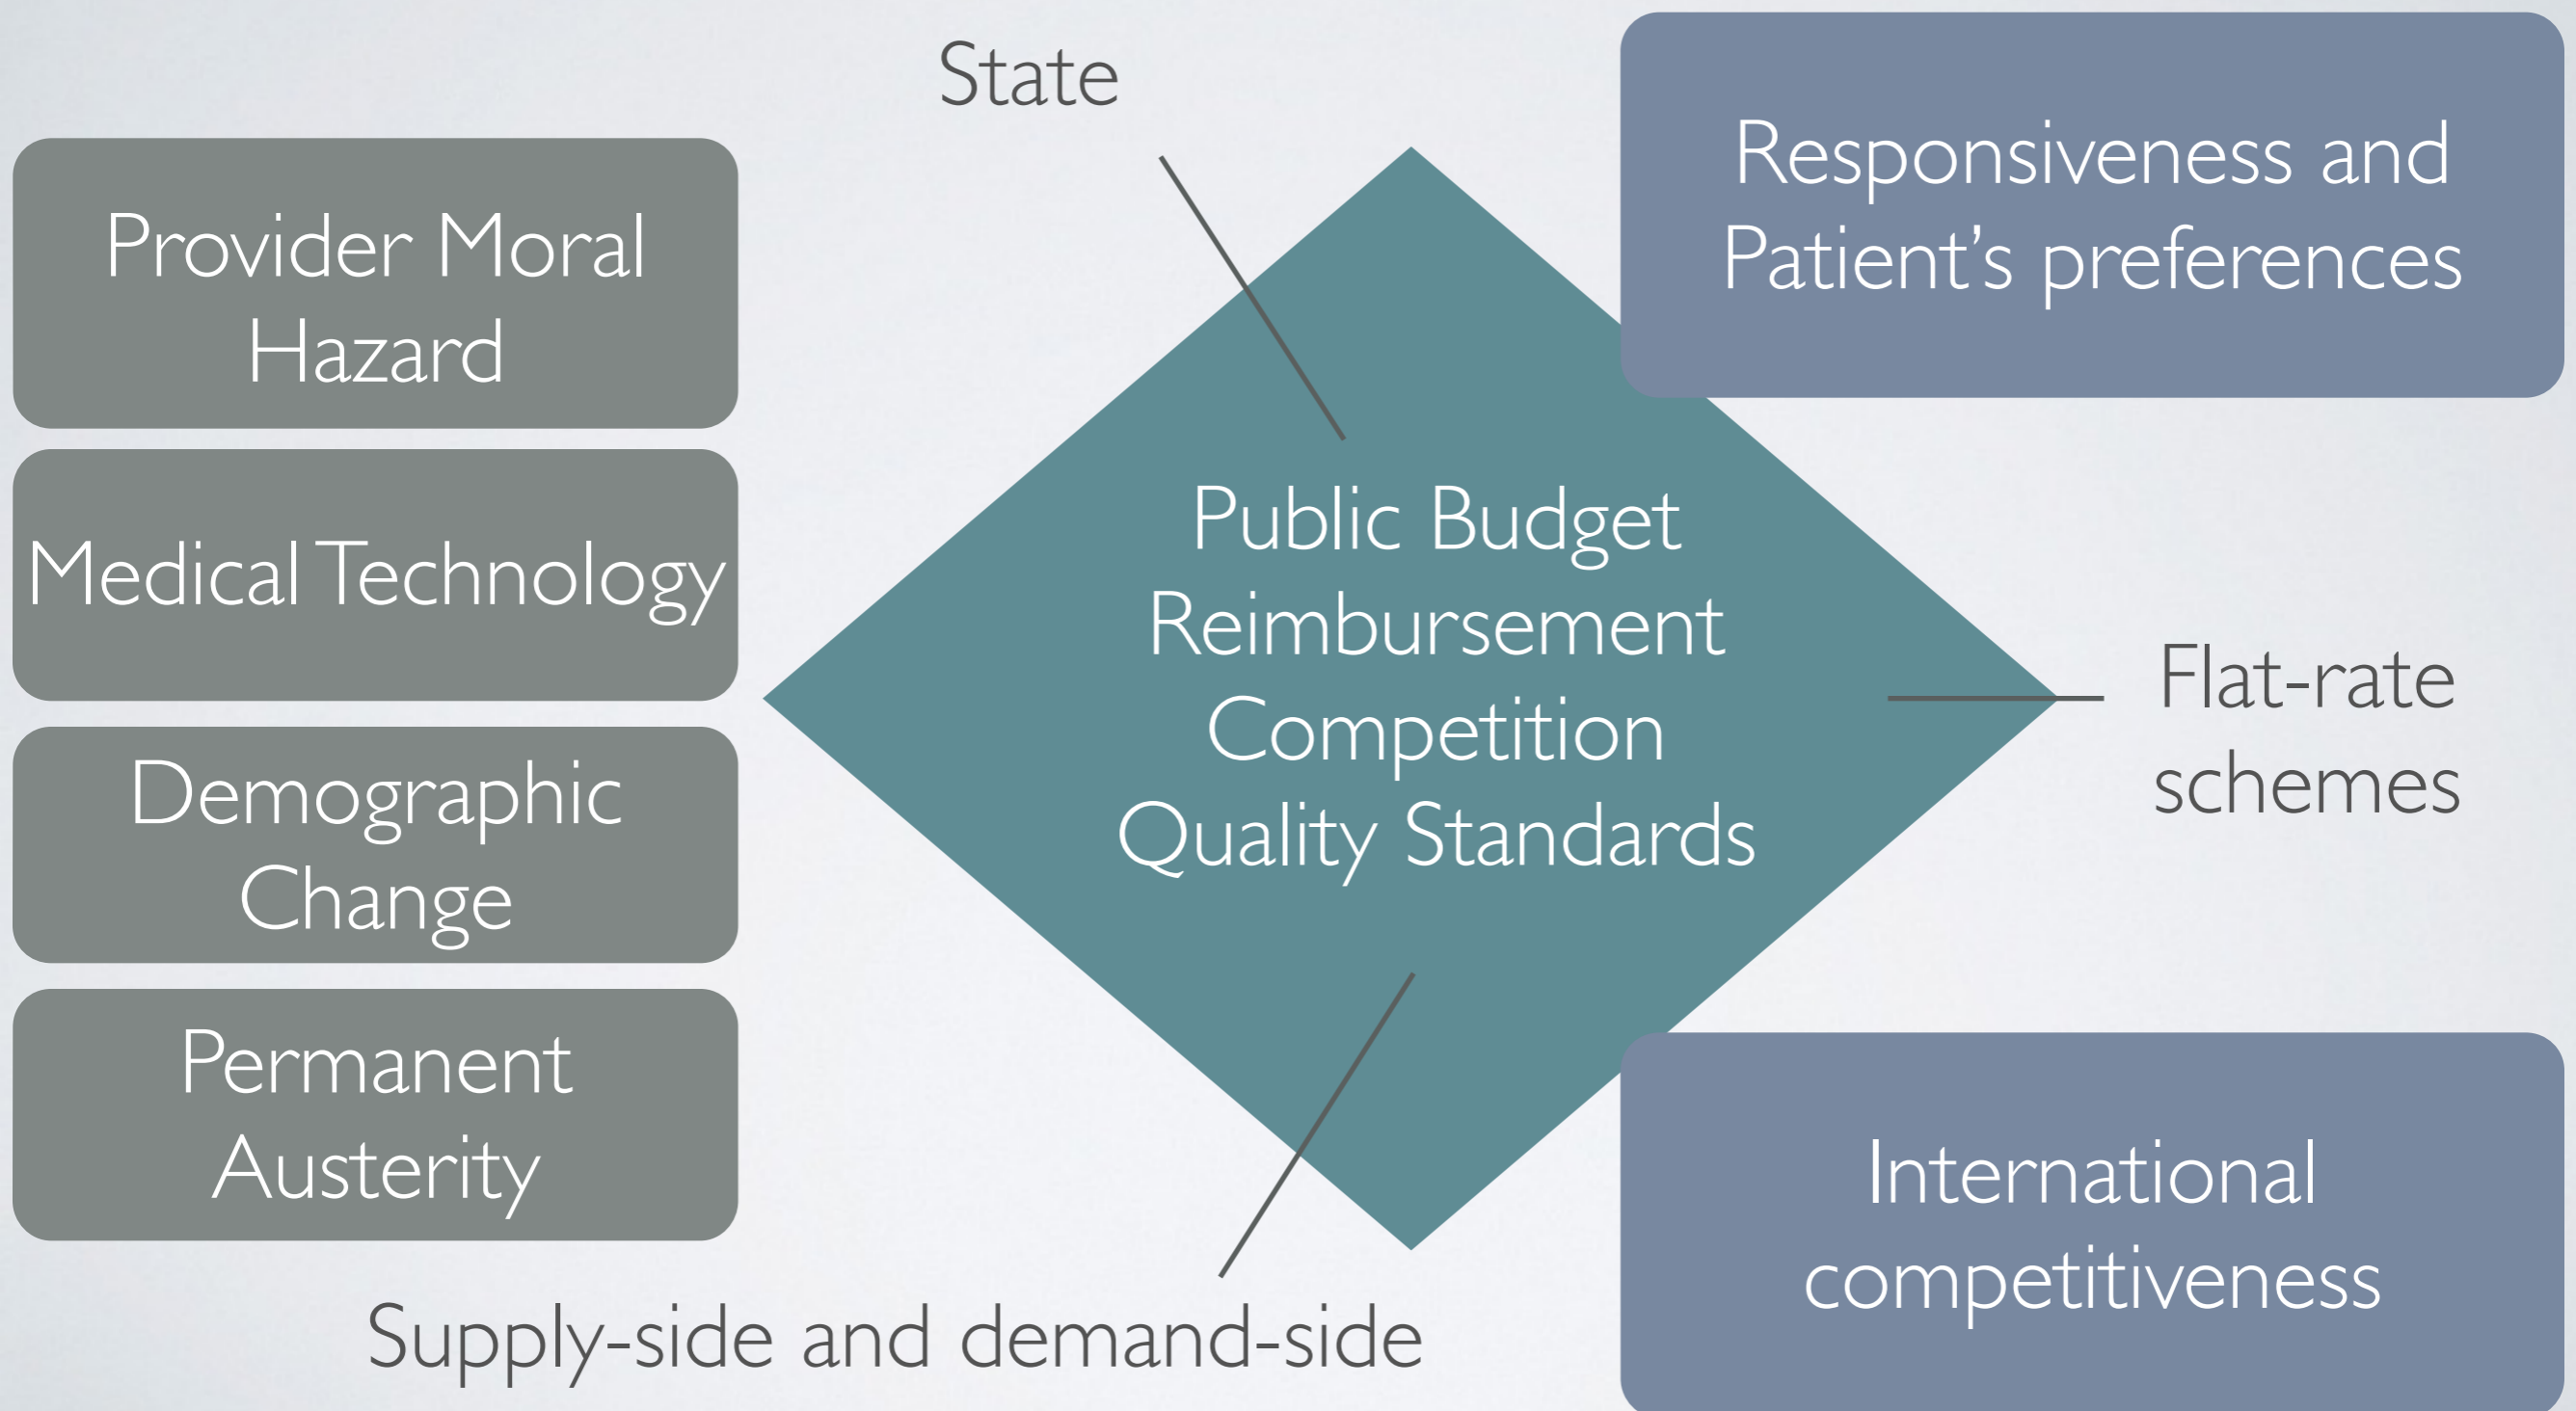 State
Responsiveness and
Patient’s preferences
Provider Moral
Hazard
Medical Technology
Demographic
Change
Permanent
Austerity
Public Budget
Reimbursement
Competition
Quality Standards
Flat-rate
schemes
Supply-side and demand-side
International
competitiveness